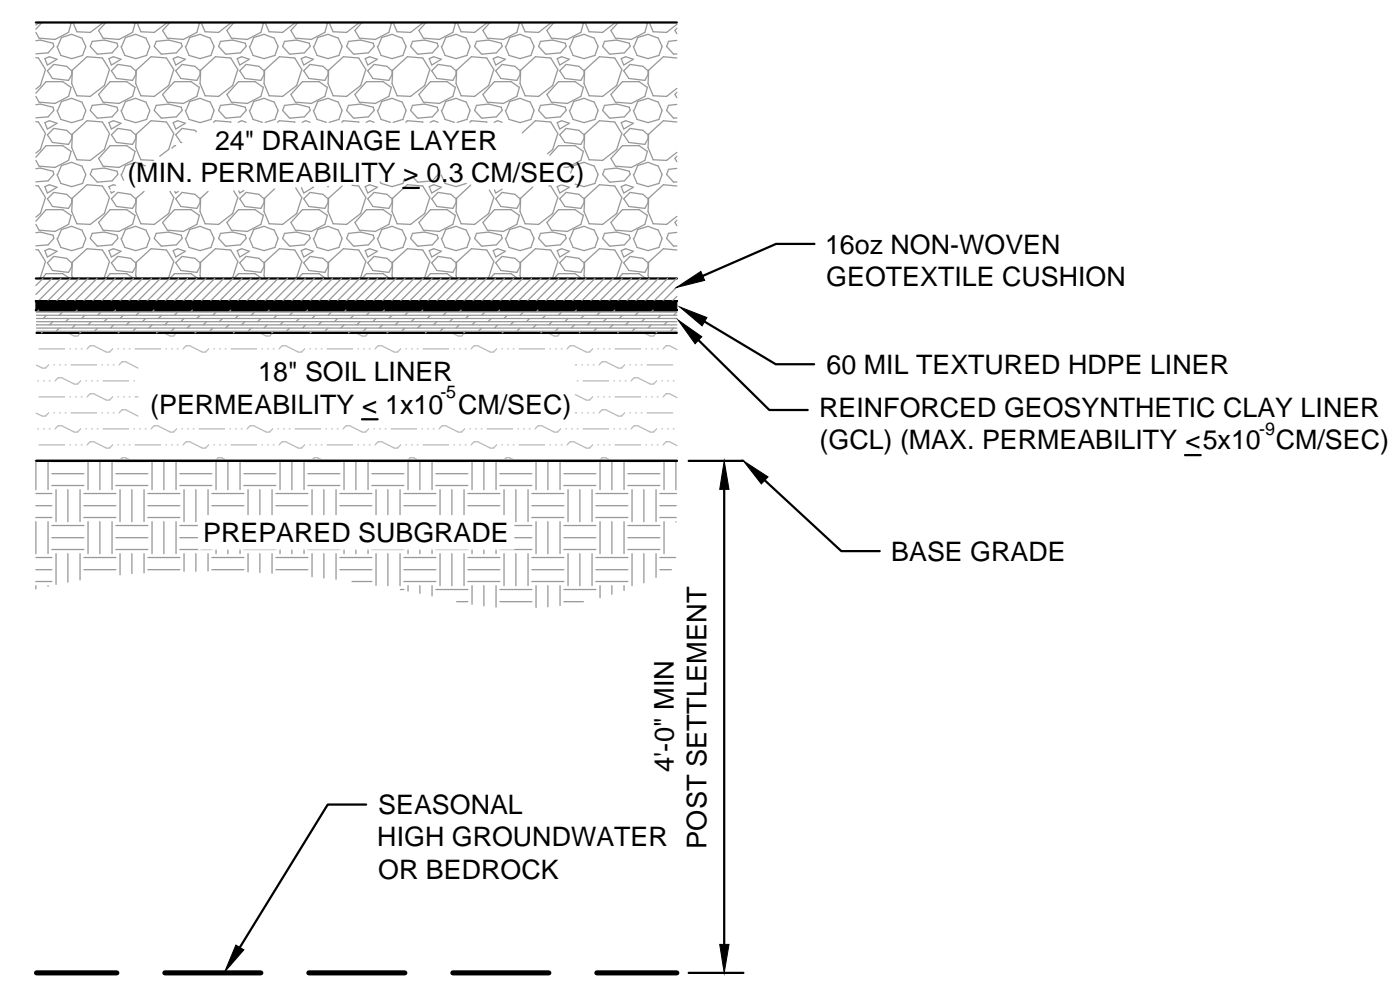 24" DRAINAGE LAYER
(MIN. PERMEABILITY ≥ 0.3 CM/SEC)
16oz NON-WOVEN
GEOTEXTILE CUSHION
60 MIL TEXTURED HDPE LINER
18" SOIL LINER
(PERMEABILITY ≤ 1x10⁻⁵ CM/SEC)
REINFORCED GEOSYNTHETIC CLAY LINER
(GCL) (MAX. PERMEABILITY ≤5x10⁻⁹CM/SEC)
PREPARED SUBGRADE
BASE GRADE
4'-0" MIN
POST SETTLEMENT
SEASONAL
HIGH GROUNDWATER
OR BEDROCK